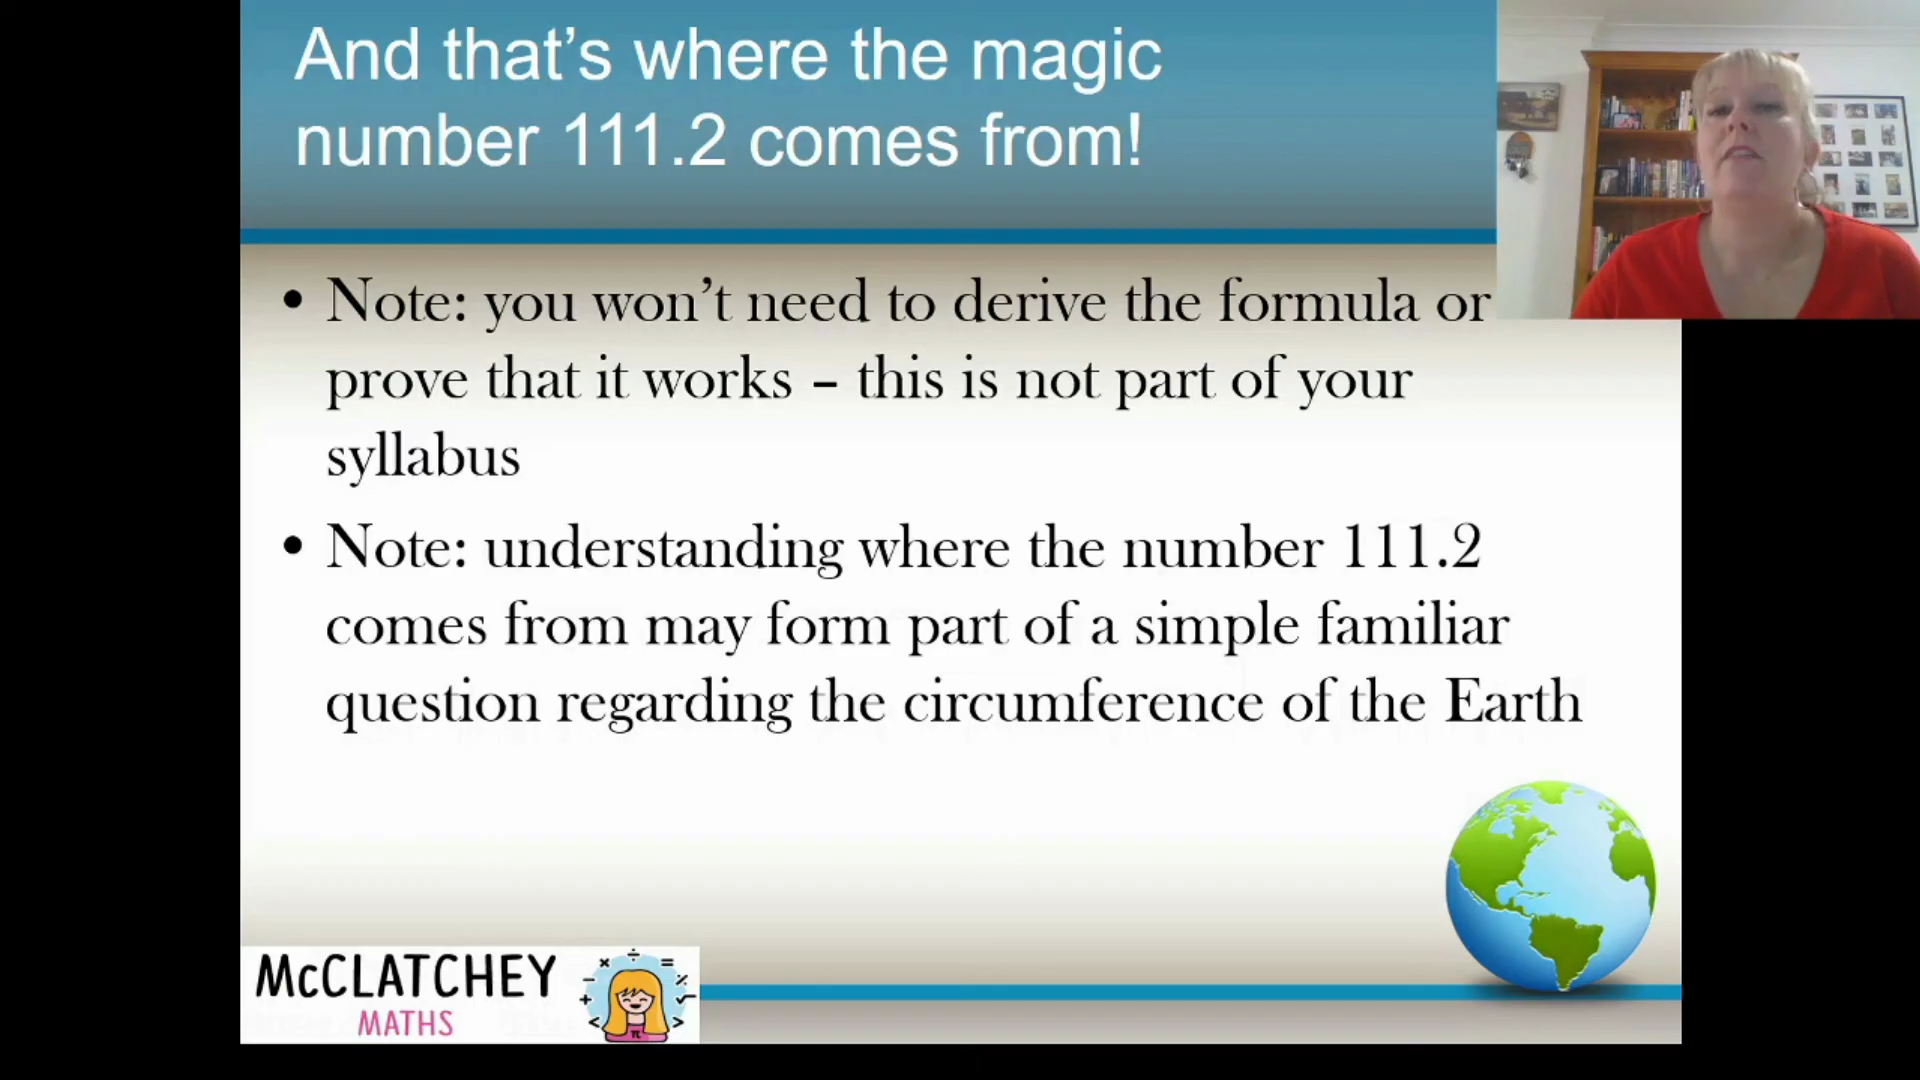 And that’s where the magic
number 111.2 comes from!
• Note: you won’t need to derive the formula or
prove that it works – this is not part of your
syllabus
• Note: understanding where the number 111.2
comes from may form part of a simple familiar
question regarding the circumference of the Earth
McCLATCHEY
MATHS